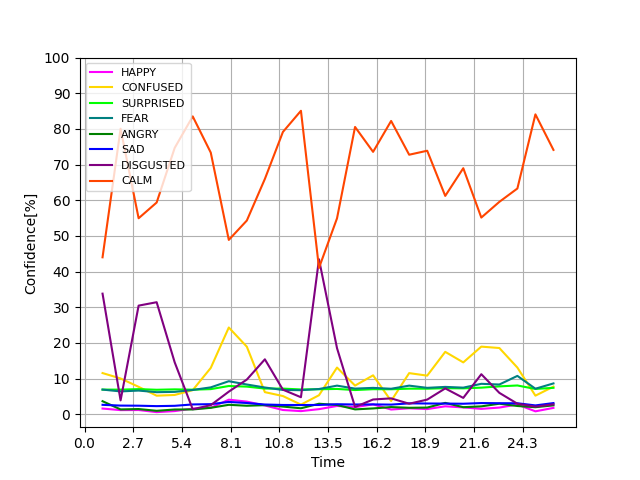 100
90
80
70
60
50
40
30
20
10
0
Confidence[%]
HAPPY
CONFUSED
SURPRISED
FEAR
ANGRY
SAD
DISGUSTED
CALM
0.0 2.7 5.4 8.1 10.8 13.5 16.2 18.9 21.6 24.3
Time